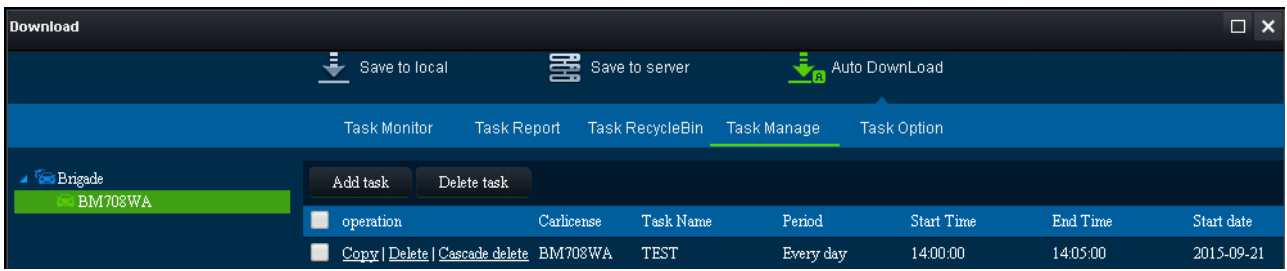 Download
Save to local Save to server Auto DownLoad
Task Monitor Task Report Task RecycleBin Task Manage Task Option
Brigade Add task Delete task
BM708WA
operation Carlicense Task Name Period Start Time End Time Start date
Copy | Delete | Cascade delete BM708WA TEST Every day 14:00:00 14:05:00 2015-09-21